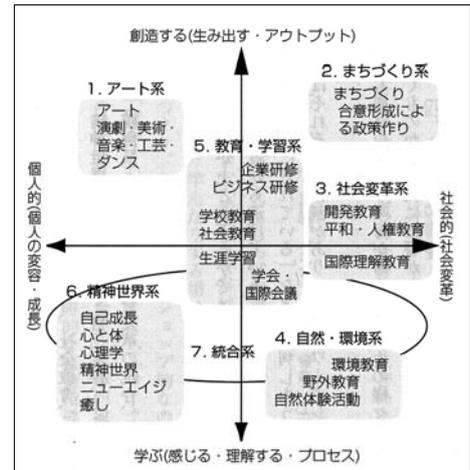 創造する(生み出す・アウトプット)
1. アート系
アート
演劇・美術・
音楽・工芸・
ダンス
2. まちづくり系
まちづくり
合意形成によ
る政策作り
5. 教育・学習系
企業研修
ビジネス研修
学校教育
社会教育
生涯学習
学会・
国際会議
3. 社会変革系
開発教育
平和・人権教育
国際理解教育
個人的(個人の変容・成長)
社会的(社会変革)
6. 精神世界系
自己成長
心と体
心理学
精神世界
ニューエイジ
癒し
7. 統合系
4. 自然・環境系
環境教育
野外教育
自然体験活動
学ぶ(感じる・理解する・プロセス)